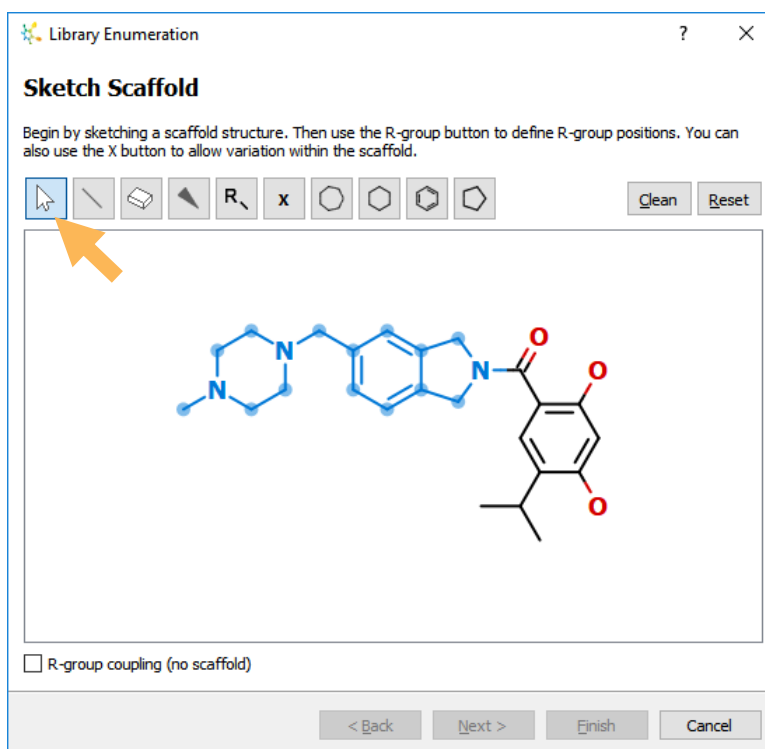 Library Enumeration ?
Sketch Scaffold
Begin by sketching a scaffold structure. Then use the R-group button to define R-group positions. You can
also use the X button to allow variation within the scaffold.
R X Clean Reset
O
N N O
N
O
R-group coupling (no scaffold)
< Back Next > Finish Cancel